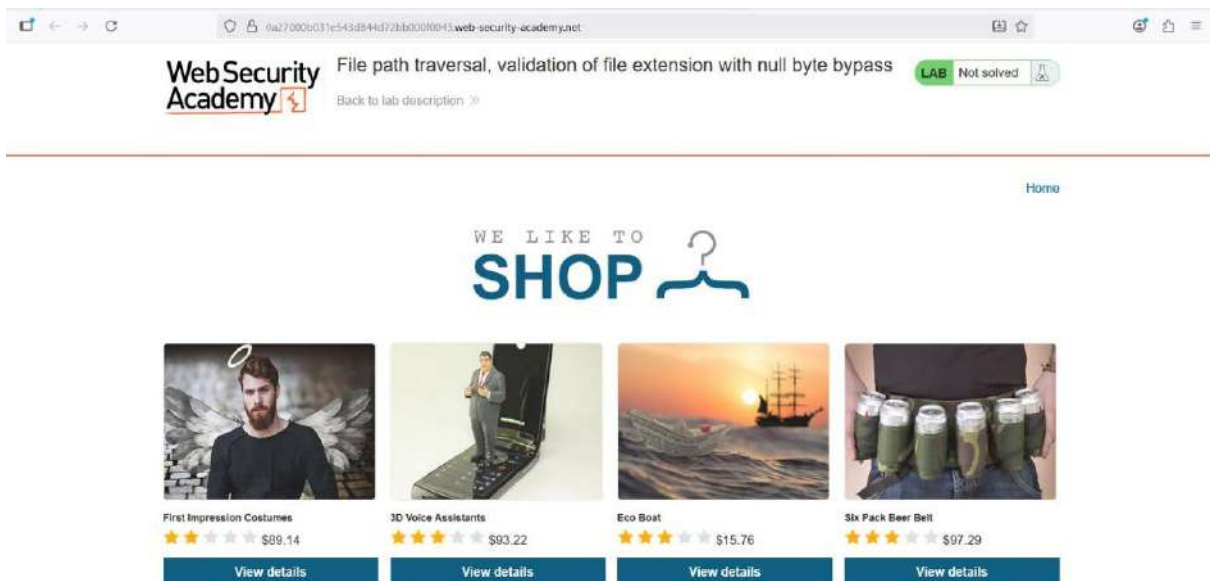 web-security-academy.net
Web Security
Academy
File path traversal, validation of file extension with null byte bypass
Back to lab description
LAB Not solved
Home
WE LIKE TO
SHOP
First Impression Costumes
3D Voice Assistants
Eco Boat
Six Pack Beer Belt
$89.14
$93.22
$15.76
$97.29
View details
View details
View details
View details